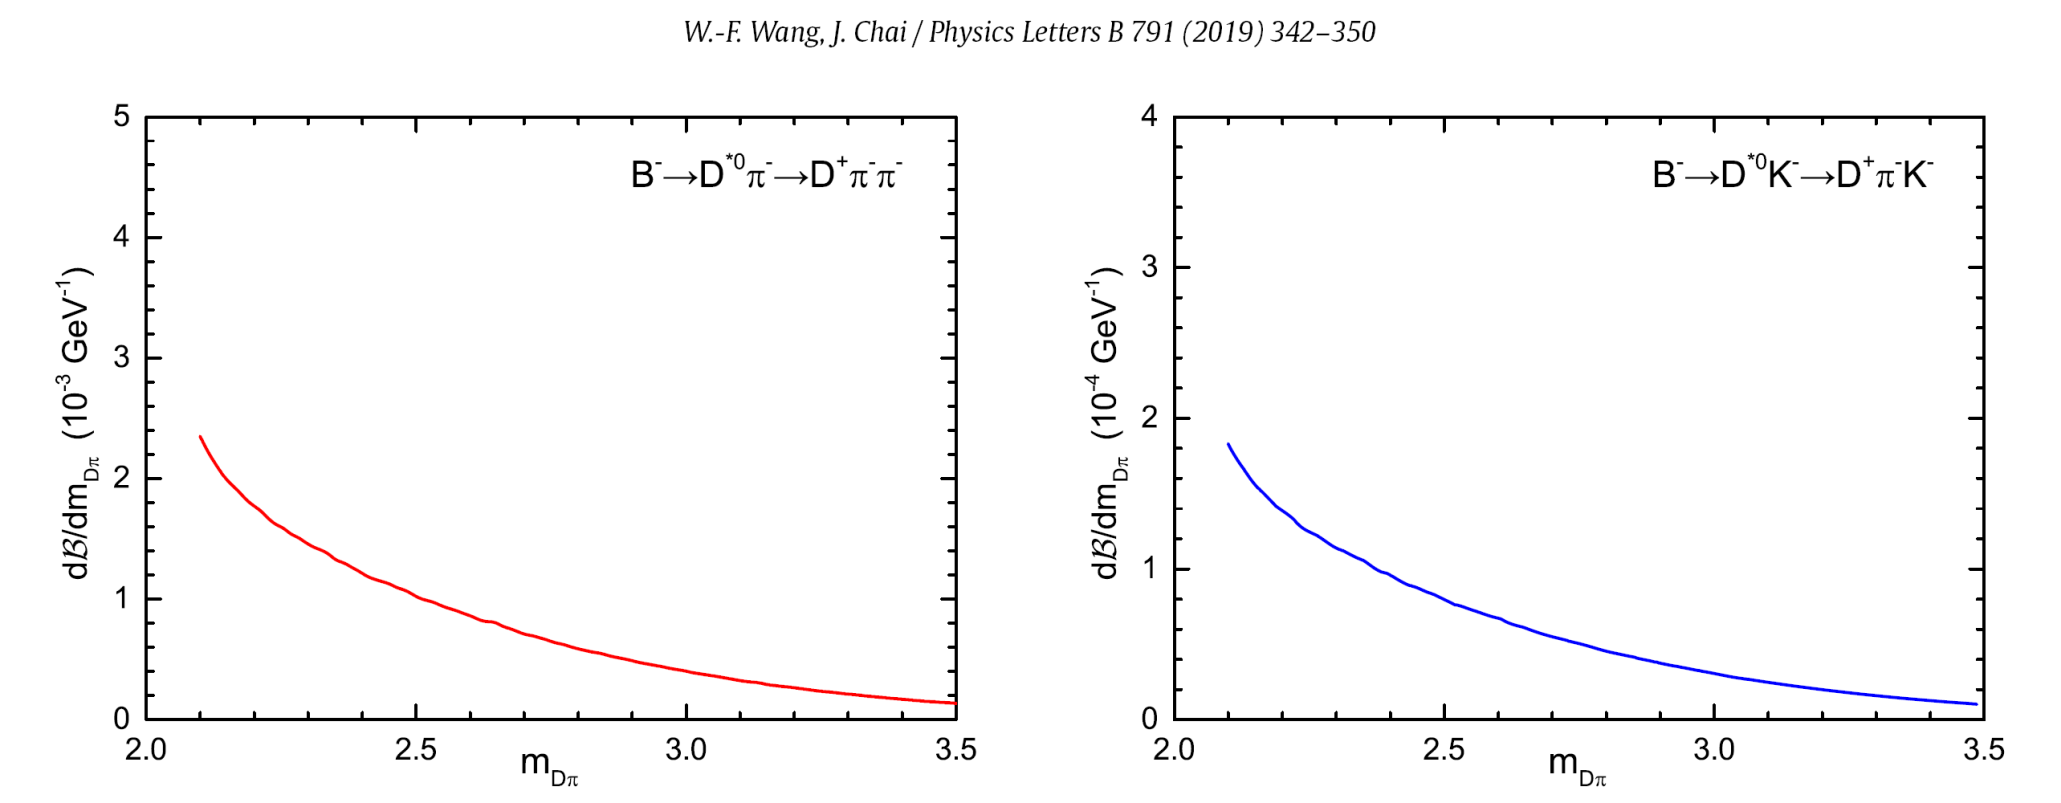 W.-F. Wang, J. Chai / Physics Letters B 791 (2019) 342–350
5
4
3
2
1
0
dℬ/dm_Dπ (10⁻³ GeV⁻¹)
B⁻→D*⁰π⁻→D⁺π⁻π⁻
2.0 2.5 3.0 3.5
m_Dπ
4
3
2
1
0
dℬ/dm_Dπ (10⁻⁴ GeV⁻¹)
B⁻→D*⁰K⁻→D⁺π⁻K⁻
2.0 2.5 3.0 3.5
m_Dπ